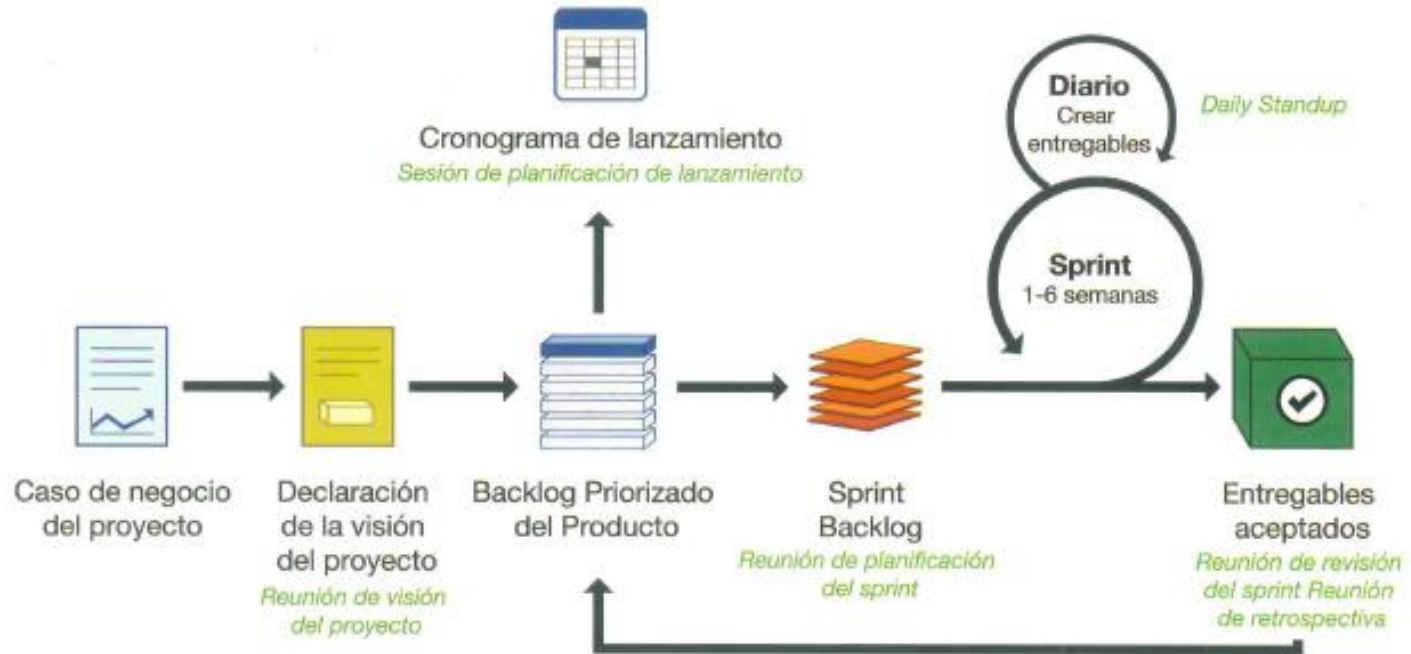 Cronograma de lanzamiento
Sesión de planificación de lanzamiento
Diario
Crear
entregables
Daily Standup
Sprint
1-6 semanas
Caso de negocio
del proyecto
Declaración
de la visión
del proyecto
Reunión de visión
del proyecto
Backlog Priorizado
del Producto
Sprint
Backlog
Reunión de planificación
del sprint
Entregables
aceptados
Reunión de revisión
del sprint Reunión
de retrospectiva